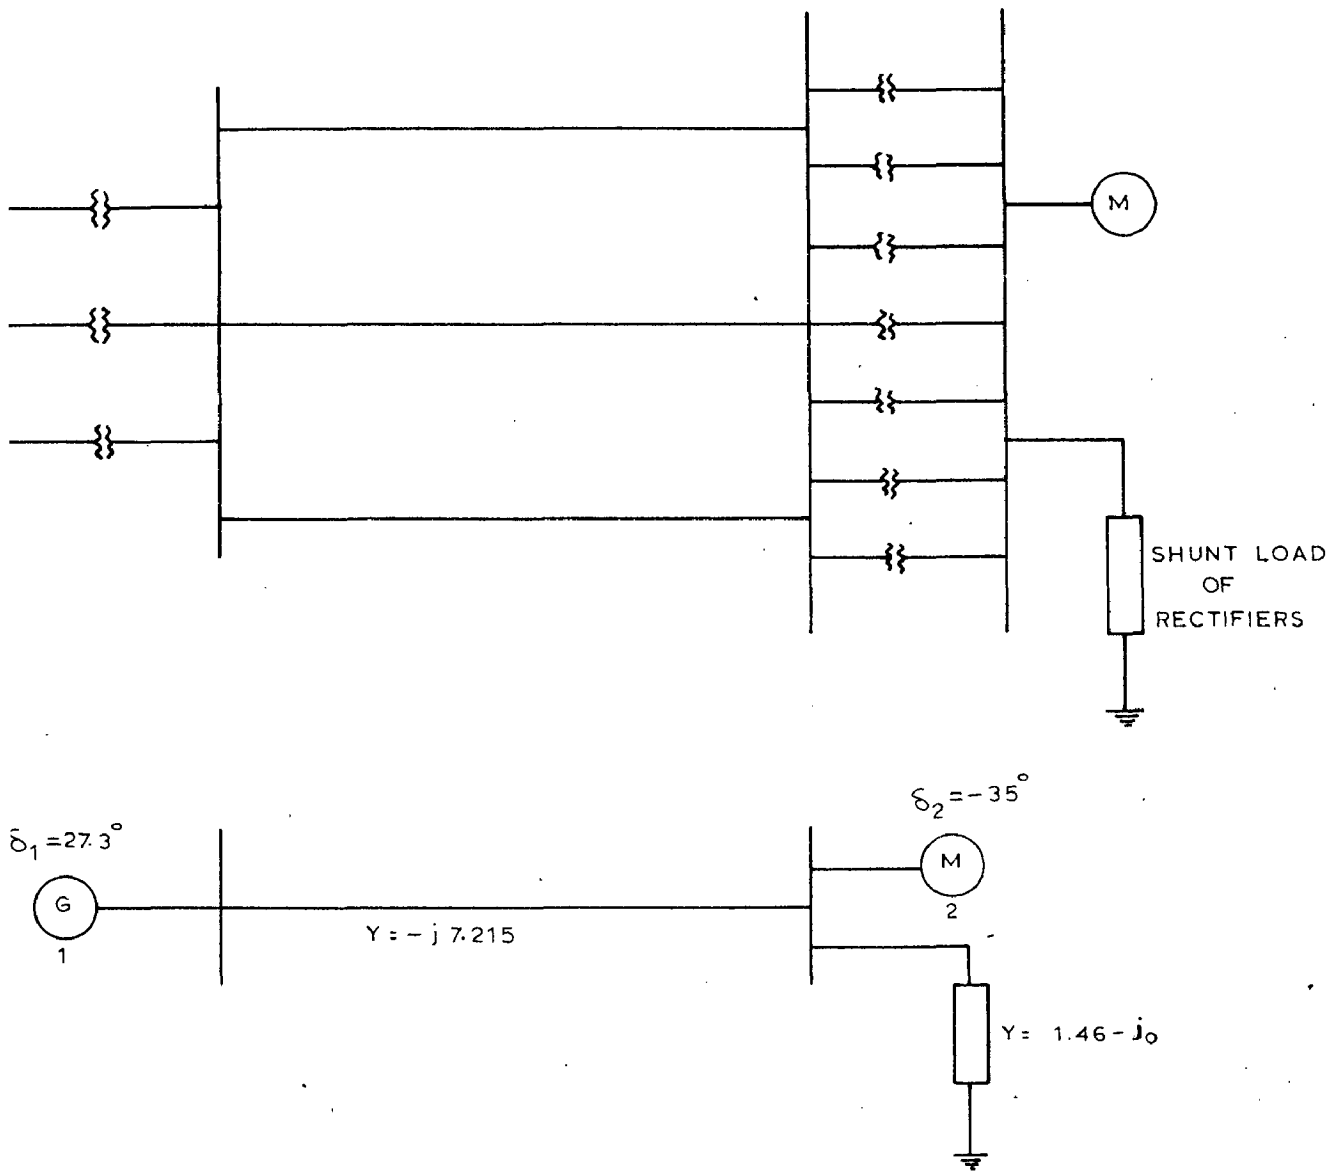 M
SHUNT LOAD
OF
RECTIFIERS
δ₂ = -35°
δ₁ = 27.3°
G
1
M
2
Y = -j 7.215
Y = 1.46 - j0